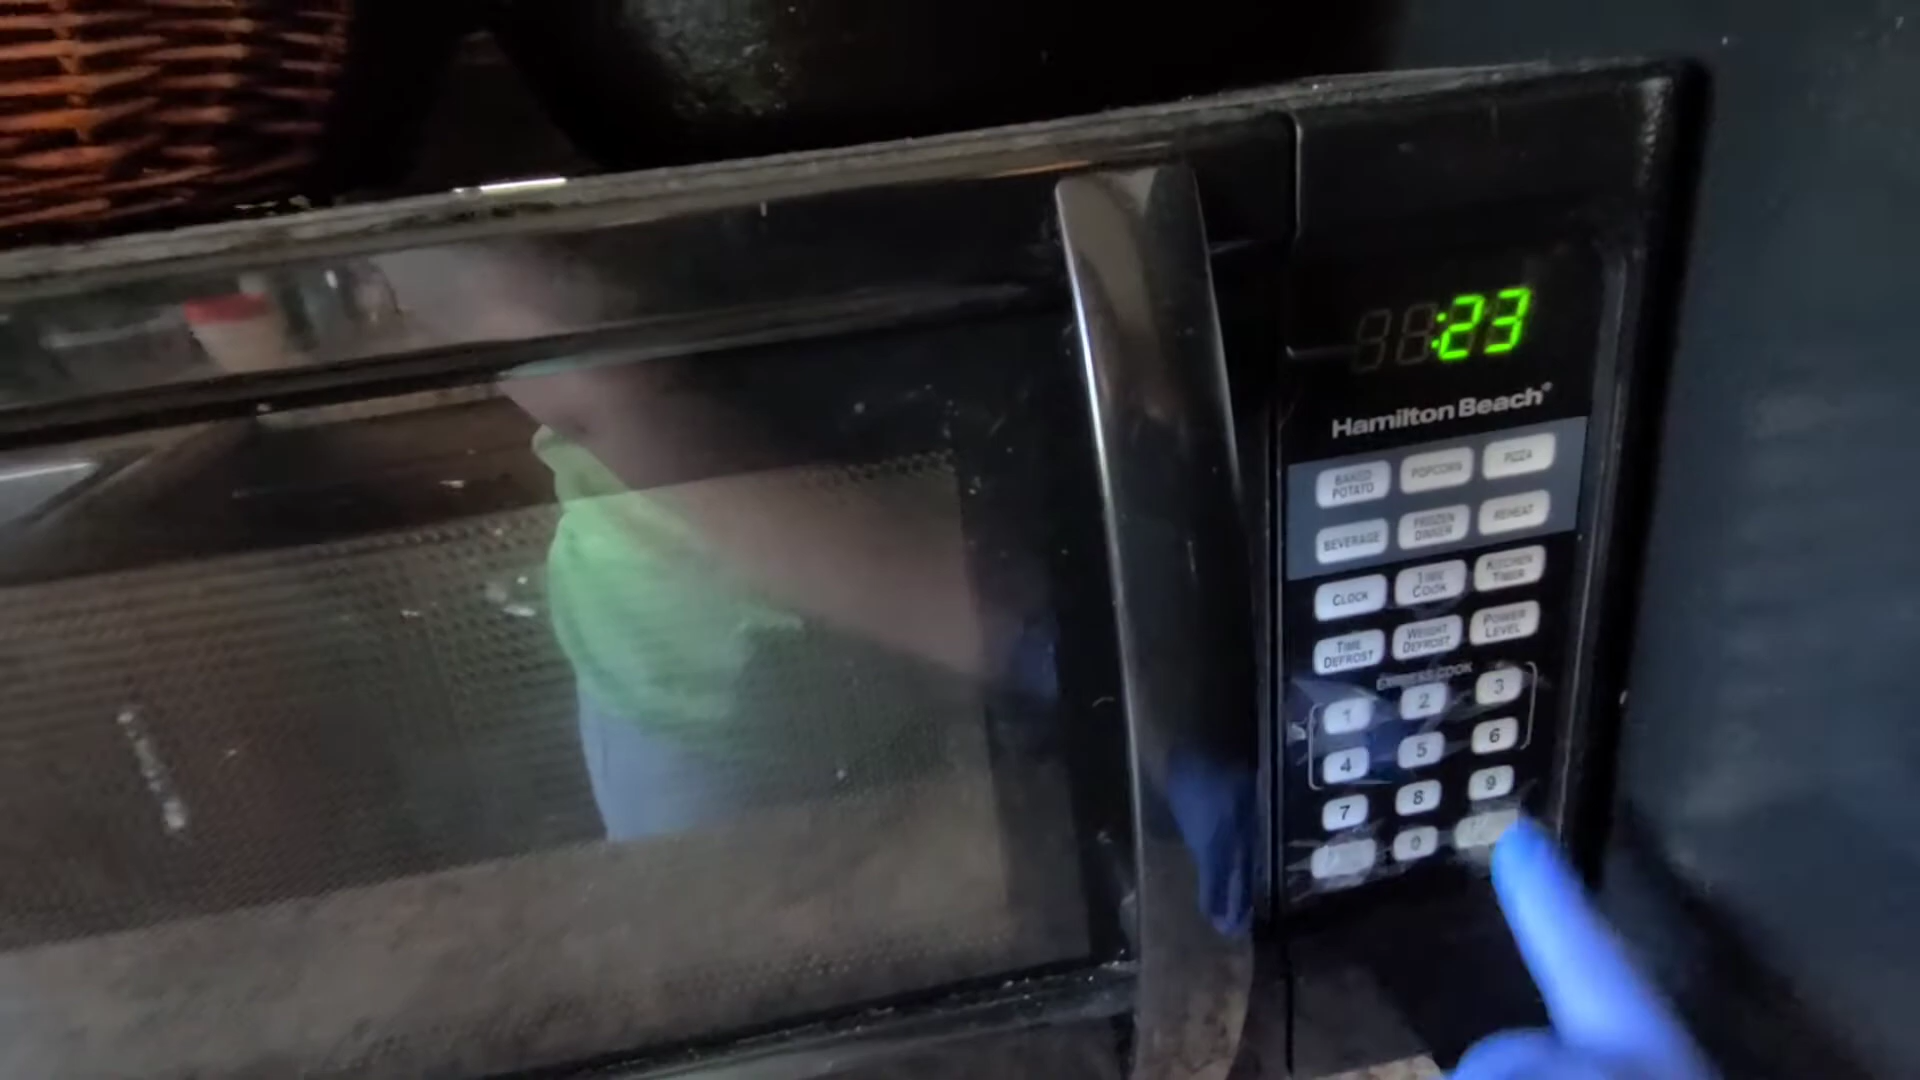 :23
Hamilton Beach®
BAKED POTATO
POPCORN
PIZZA
BEVERAGE
FROZEN DINNER
REHEAT
CLOCK
TIME COOK
KITCHEN TIMER
TIME DEFROST
WEIGHT DEFROST
POWER LEVEL
EXPRESS COOK
1 2 3
4 5 6
7 8 9
0